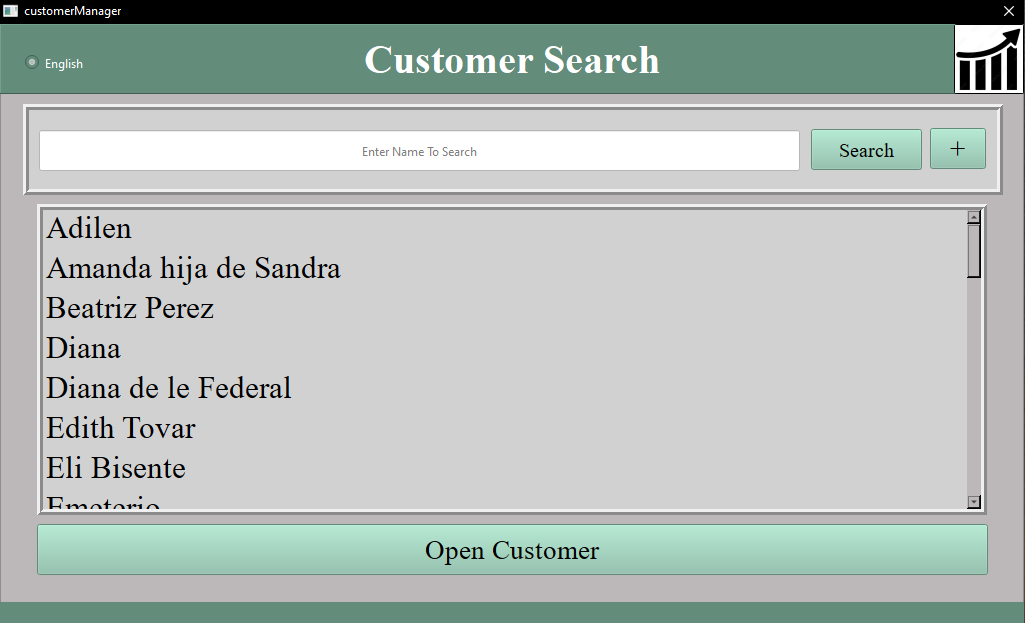 customerManager
English
Customer Search
Enter Name To Search
Search
+
Adilen
Amanda hija de Sandra
Beatriz Perez
Diana
Diana de le Federal
Edith Tovar
Eli Bisente
Emeterio
Open Customer